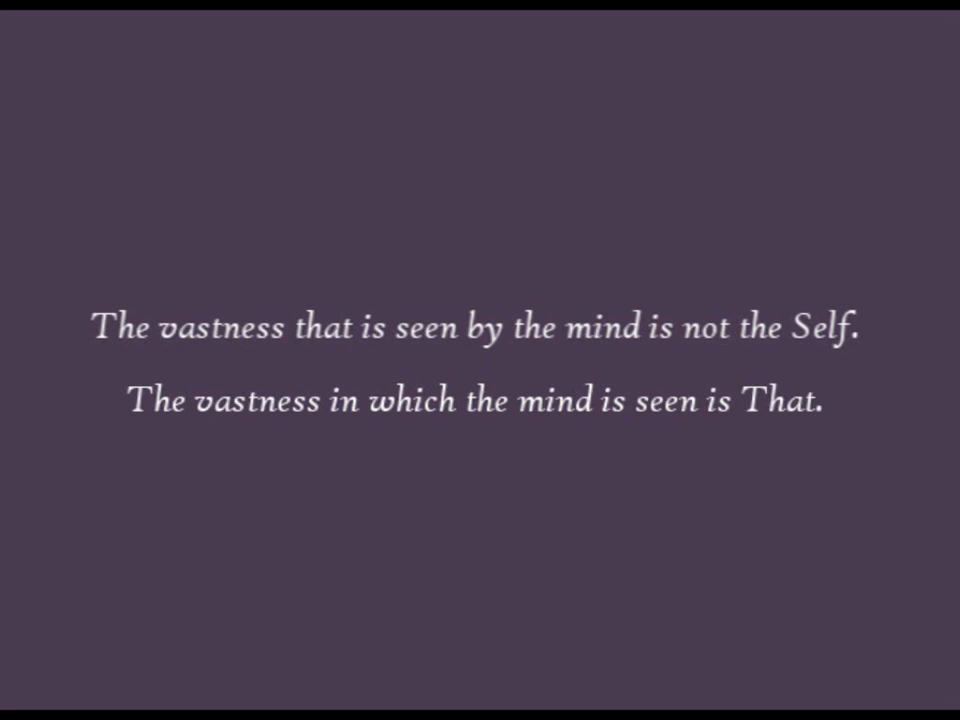 The vastness that is seen by the mind is not the Self.
The vastness in which the mind is seen is That.